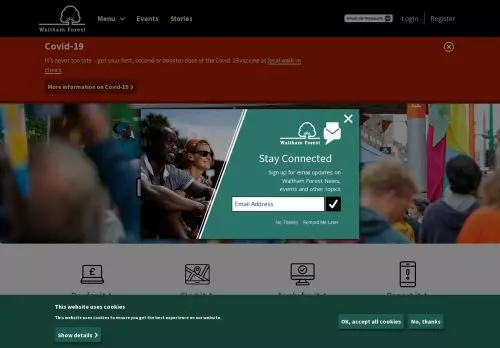 Menu
Events
Stories
Login
Register
Waltham Forest
Covid-19
It's never too late - get your first, second or booster dose of the Covid-19 vaccine at local walk-in
clinics.
More information on Covid-19
Waltham Forest
Stay Connected
Sign up for email updates on
Waltham Forest News,
events and other topics
Email Address
No Thanks
Remind Me Later
This website uses cookies
This website uses cookies to ensure you get the best experience on our website.
OK, accept all cookies
No, thanks
Show details